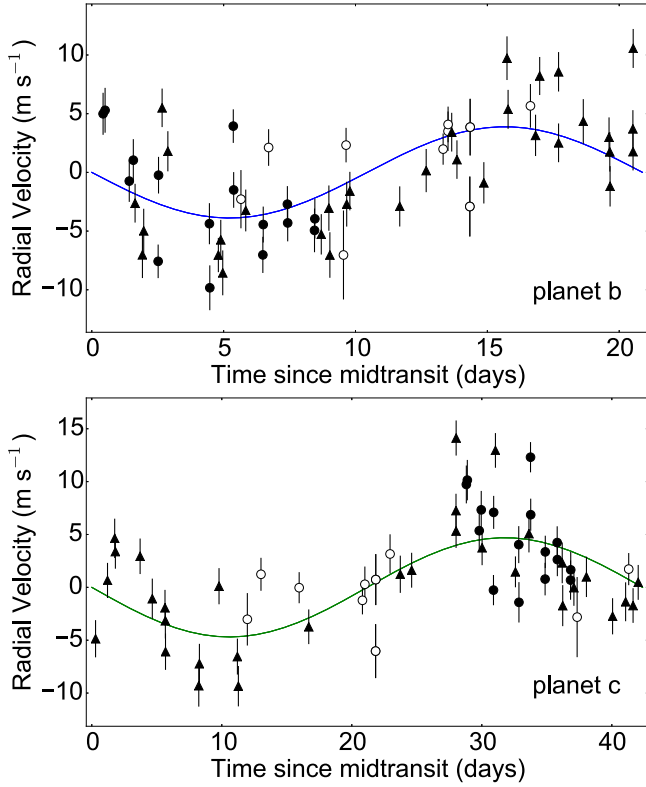 10
5
0
−5
−10
Radial Velocity (m s⁻¹)
planet b
0 5 10 15 20
Time since midtransit (days)
15
10
5
0
−5
−10
Radial Velocity (m s⁻¹)
planet c
0 10 20 30 40
Time since midtransit (days)